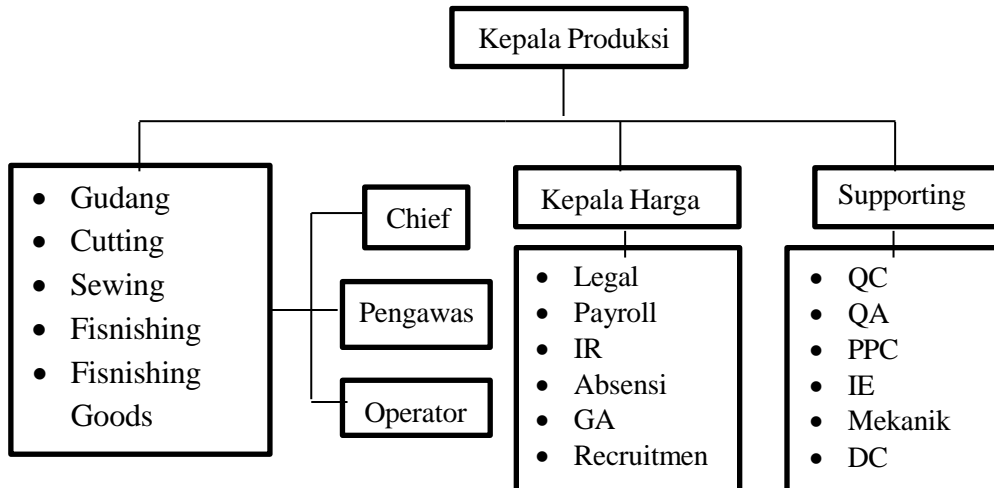 Kepala Produksi
• Gudang
• Cutting
• Sewing
• Fisnishing
• Fisnishing
Goods
Chief
Pengawas
Operator
Kepala Harga
• Legal
• Payroll
• IR
• Absensi
• GA
• Recruitmen
Supporting
• QC
• QA
• PPC
• IE
• Mekanik
• DC